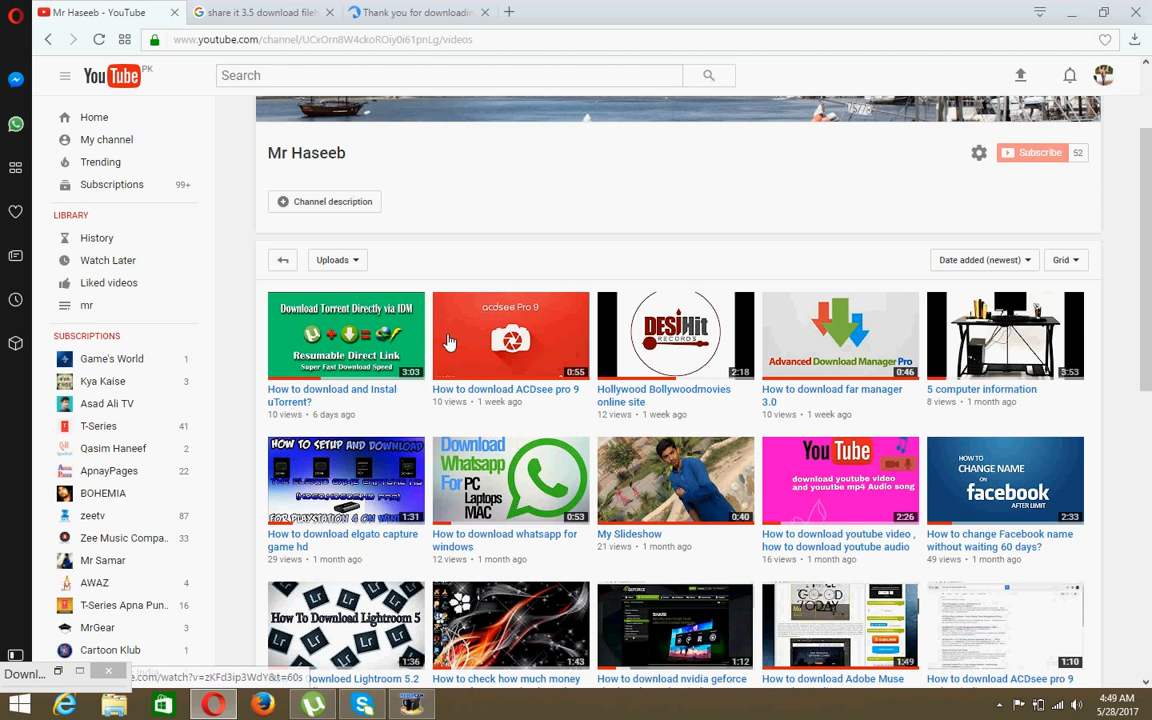 Mr Haseeb - YouTube
share it 3.5 download fileh
Thank you for downloadin
www.youtube.com/channel/UCxOrn8W4ckoROiy0i61pnLg/videos
YouTube PK
Search
Home
My channel
Trending
Subscriptions 99+
LIBRARY
History
Watch Later
Liked videos
mr
SUBSCRIPTIONS
Game's World 1
Kya Kaise 3
Asad Ali TV
T-Series 41
Qasim Haneef 2
ApnayPages 22
BOHEMIA
zeetv 87
Zee Music Compa.. 33
Mr Samar
AWAZ 4
T-Series Apna Pun.. 16
MrGear 3
Cartoon Klub 1
Mr Haseeb
Subscribe 52
Channel description
Uploads
Date added (newest)
Grid
Download Torrent Directly via IDM
Resumable Direct Link
Super Fast Download Speed
3:03
How to download and Instal
uTorrent?
10 views • 6 days ago
acdsee Pro 9
0:55
How to download ACDsee pro 9
10 views • 1 week ago
DESIHit
RECORDS
2:18
Hollywood Bollywoodmovies
online site
12 views • 1 week ago
Advanced Download Manager Pro
0:46
How to download far manager
3.0
10 views • 1 week ago
3:53
5 computer information
8 views • 1 month ago
HOW TO SETUP AND DOWNLOAD
FOR PLAYSTATION 4 ON WIN
1:31
How to download elgato capture
game hd
29 views • 1 month ago
Download
Whatsapp
For PC
Laptops
MAC
0:53
How to download whatsapp for
windows
12 views • 1 month ago
0:40
My Slideshow
21 views • 1 month ago
YouTube
download youtube video
and youutbe mp4 Audio song
2:26
How to download youtube video ,
how to download youtube audio
16 views • 1 month ago
HOW TO
CHANGE NAME
ON
facebook
AFTER LIMIT
2:33
How to change Facebook name
without waiting 60 days?
49 views • 1 month ago
How To Download Lightroom 5
1:36
Downloed Lightroom 5.2
1:43
How to check how much money
SHARE
1:12
How to download nvidia geforce
GOOD
TODAY
1:49
How to download Adobe Muse
1:10
How to download ACDsee pro 9
Downl...
e.com/watch?v=zKFd3ip3WdY&t=60s
4:49 AM
5/28/2017